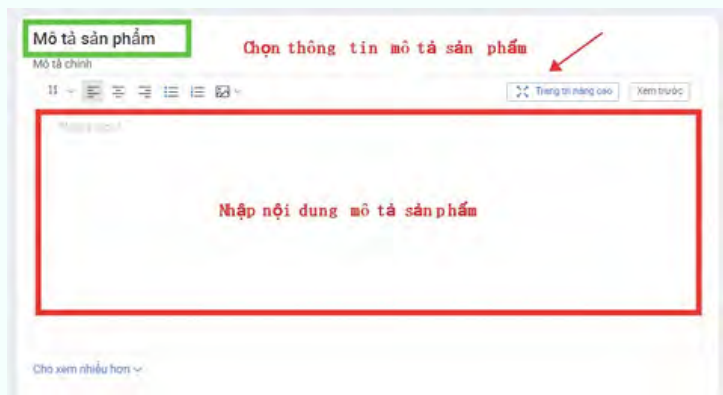 Mô tả sản phẩm
Chọn thông tin mô tả sản phẩm
Mô tả chính
Trang trí nâng cao
Xem trước
Nhập nội dung mô tả sản phẩm
Cho xem nhiều hơn